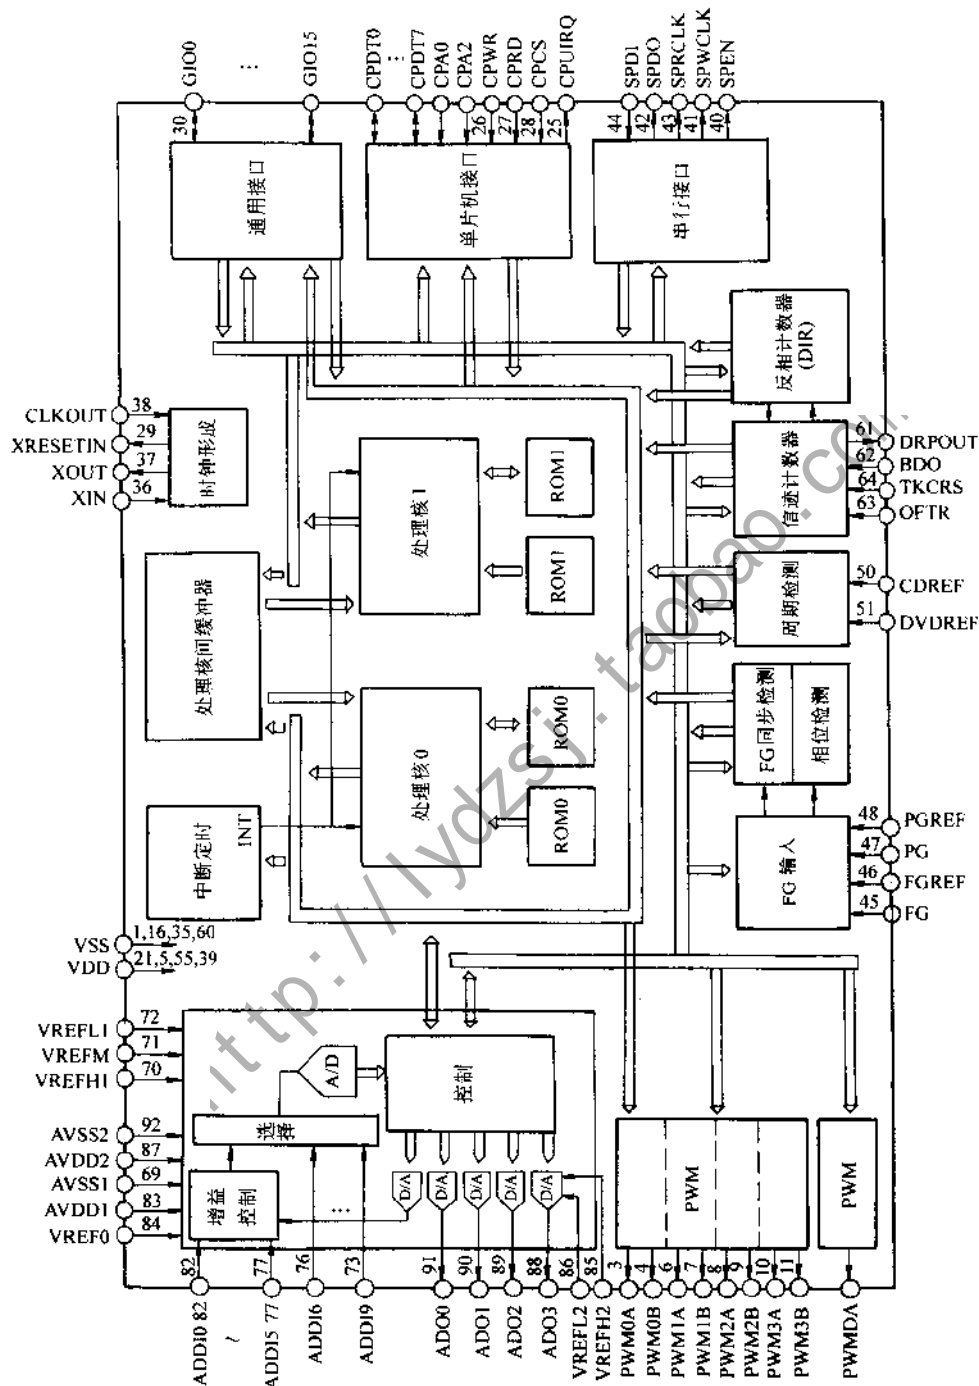 GIO0
⋮
GIO15
CPDT0
⋮
CPDT7
CPA0
CPA2
CPWR
CPRD
CPCS
CPUIRQ
SPDI
SPDO
SPRCLK
SPWCLK
SPEN
30
26
27
28
25
44
42
43
41
40
通用接口
单片机接口
串行接口
CLKOUT 38
XRESETIN 29
XOUT 37
XIN 36
时钟形成
处理核间缓冲器
中断定时
INT
处理核1
ROM1
ROM1
处理核0
ROM0
ROM0
反相计数器
(DIR)
信迹计数器
61 DRPOUT
62 BDO
64 TKCRS
63 OFTR
周期检测
50 CDREF
51 DVDREF
FG同步检测
相位检测
FG输入
48 PGREF
47 PG
46 FGREF
45 FG
VSS 1,16,35,60
VDD 21,5,55,39
VREFL1 72
VREFM 71
VREFH1 70
AVSS2 92
AVDD2 87
AVSS1 69
AVDD1 83
VREF0 84
A/D
控制
选择
增益
控制
…
D/A
D/A
D/A
D/A
D/A
PWM
PWM
82
77
76
73
91
90
89
88
86
85
3
4
6
7
8
9
10
11
ADDI0 82
~
ADDI5 77
ADDI6
ADDI9
ADO0
ADO1
ADO2
ADO3
VREFL2
VREFH2
PWM0A
PWM0B
PWM1A
PWM1B
PWM2A
PWM2B
PWM3A
PWM3B
PWMDA
http://lydzsj.taobao.com